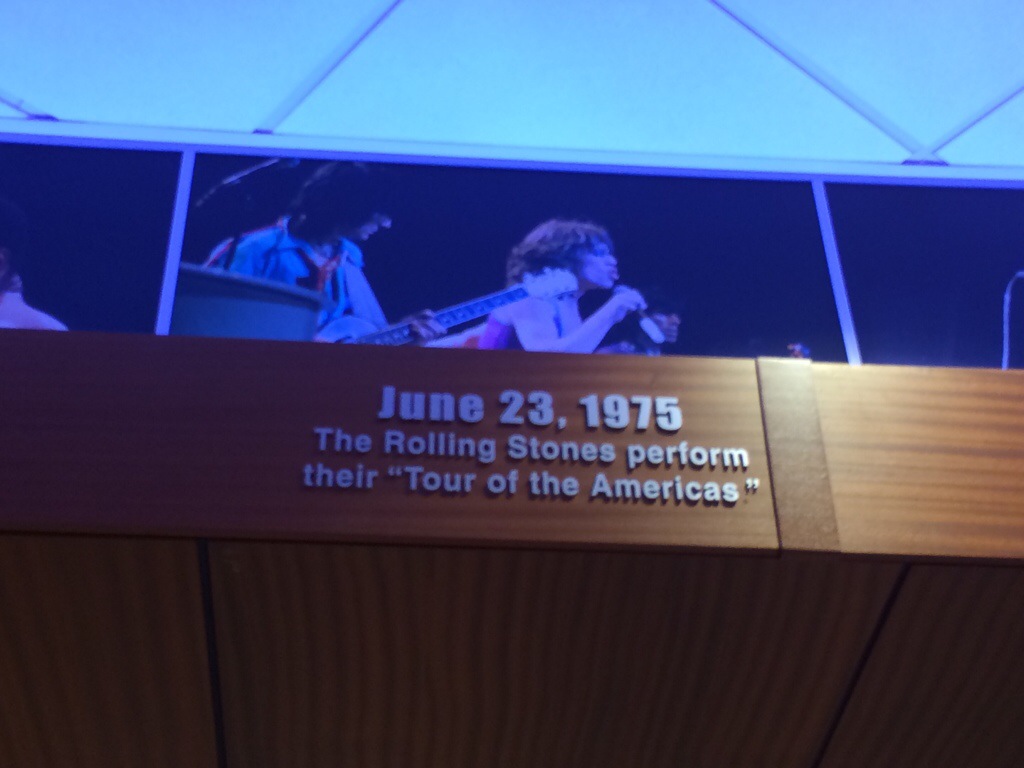 June 23, 1975
The Rolling Stones perform
their “Tour of the Americas”